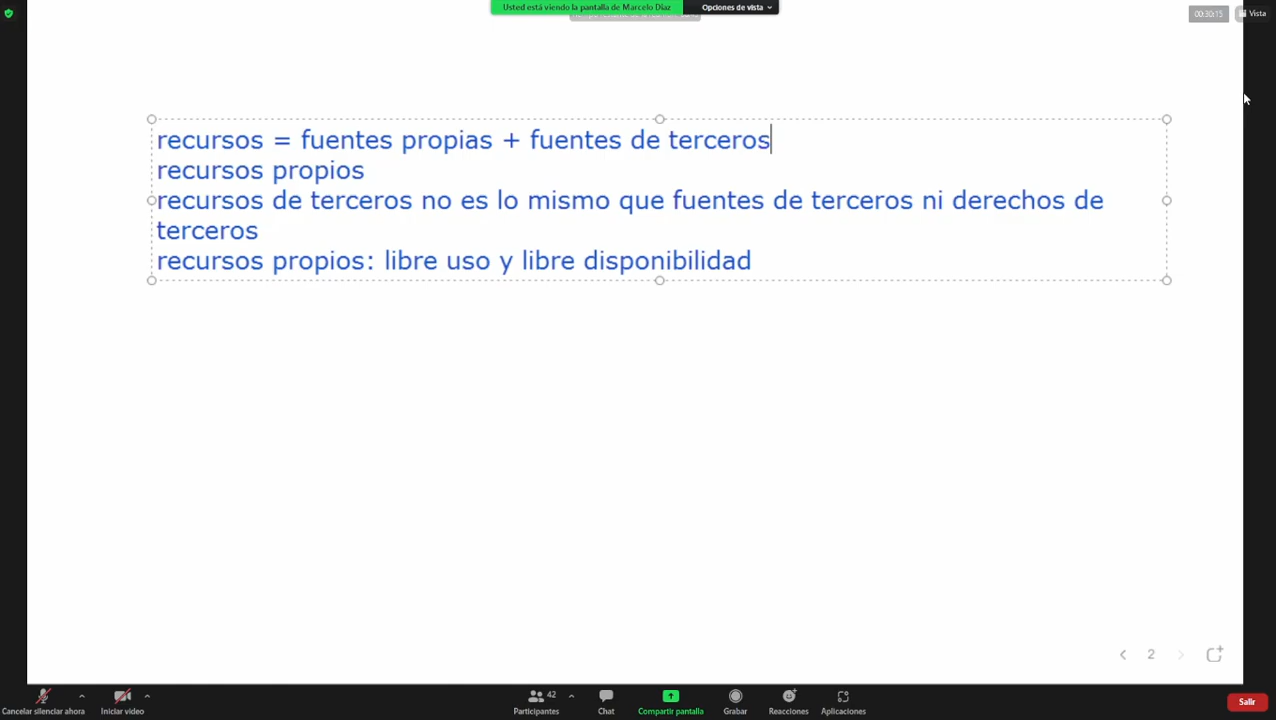 Usted está viendo la pantalla de Marcelo Díaz
Opciones de vista
00:30:15
Vista
recursos = fuentes propias + fuentes de terceros
recursos propios
recursos de terceros no es lo mismo que fuentes de terceros ni derechos de
terceros
recursos propios: libre uso y libre disponibilidad
2
42
Cancelar silenciar ahora
Iniciar video
Participantes
Chat
Compartir pantalla
Grabar
Reacciones
Aplicaciones
Salir